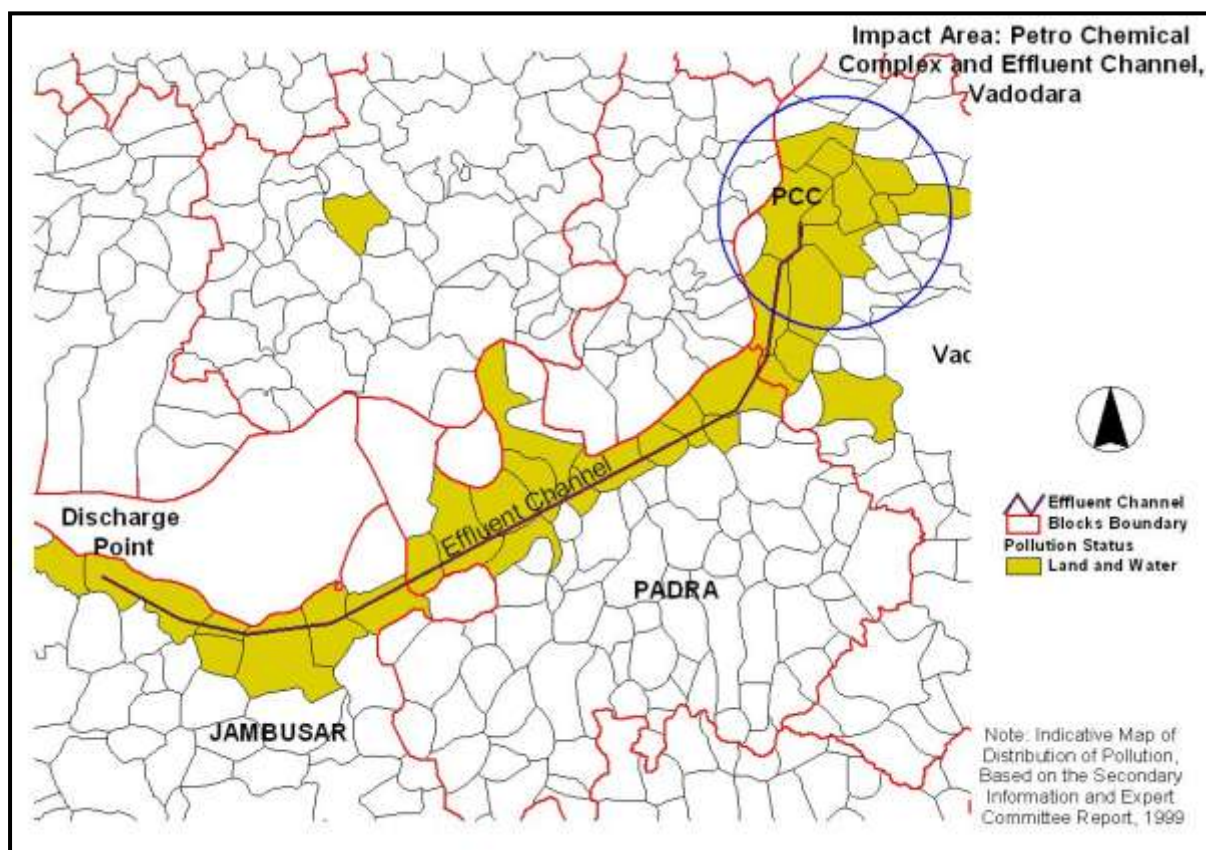 Impact Area: Petro Chemical
Complex and Effluent Channel,
Vadodara
PCC
Vad
Effluent Channel
Discharge
Point
PADRA
JAMBUSAR
Effluent Channel
Blocks Boundary
Pollution Status
Land and Water
Note: Indicative Map of
Distribution of Pollution,
Based on the Secondary
Information and Expert
Committee Report, 1999